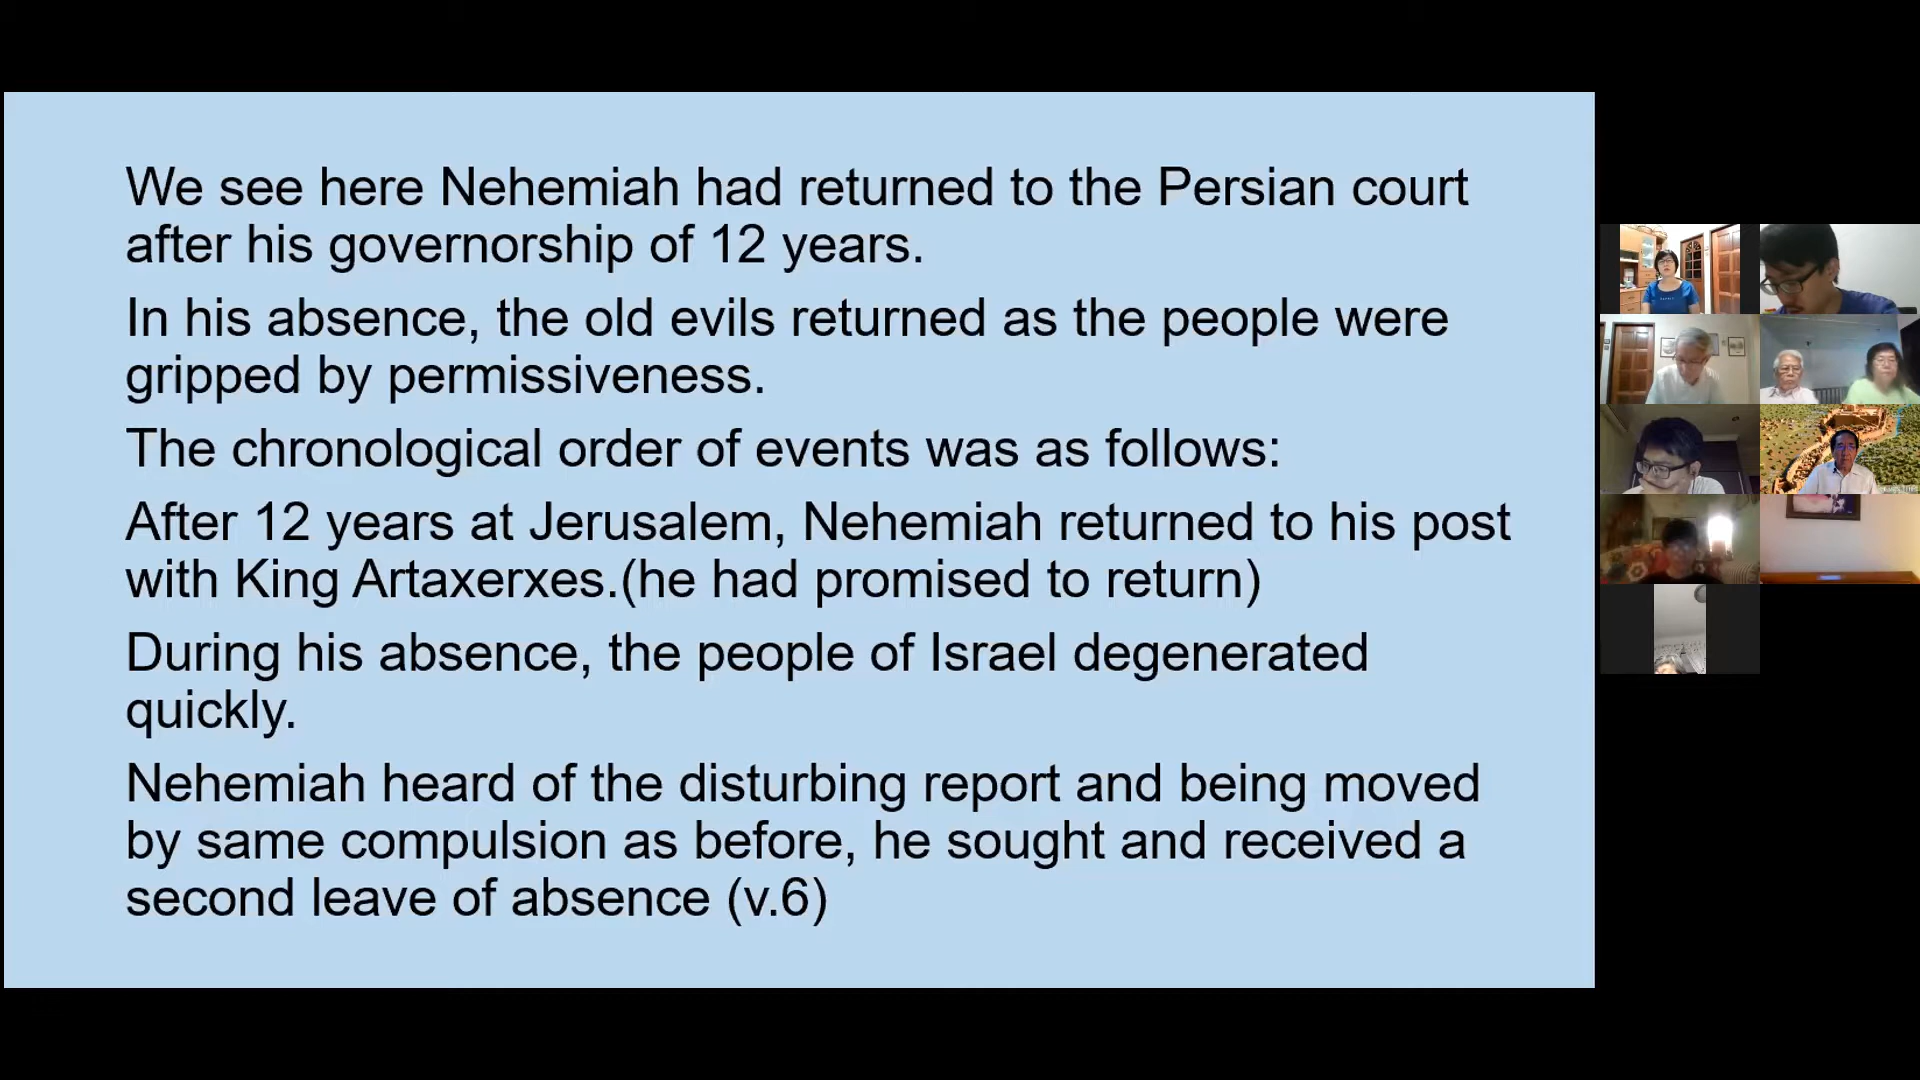 We see here Nehemiah had returned to the Persian court
after his governorship of 12 years.
In his absence, the old evils returned as the people were
gripped by permissiveness.
The chronological order of events was as follows:
After 12 years at Jerusalem, Nehemiah returned to his post
with King Artaxerxes.(he had promised to return)
During his absence, the people of Israel degenerated
quickly.
Nehemiah heard of the disturbing report and being moved
by same compulsion as before, he sought and received a
second leave of absence (v.6)